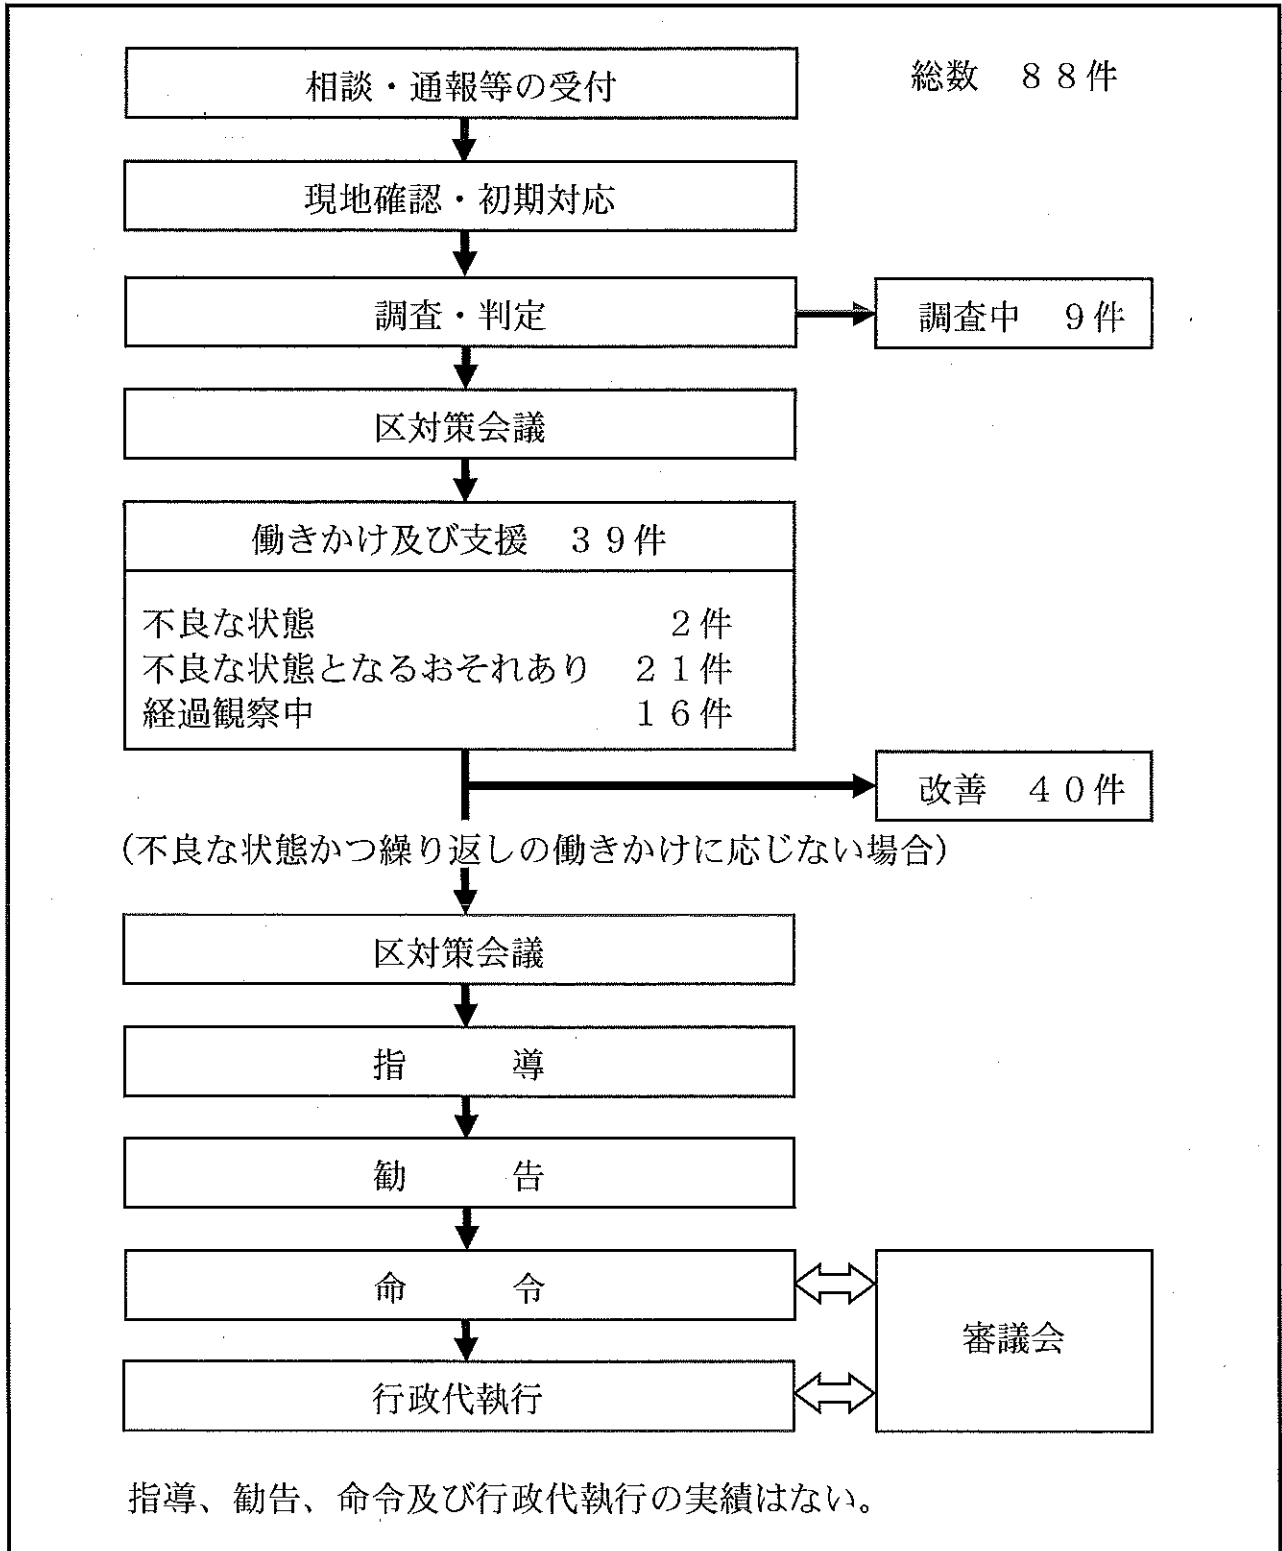 相談・通報等の受付
総数　８８件
現地確認・初期対応
調査・判定
調査中　９件
区対策会議
働きかけ及び支援　３９件
不良な状態　２件
不良な状態となるおそれあり　２１件
経過観察中　１６件
改善　４０件
（不良な状態かつ繰り返しの働きかけに応じない場合）
区対策会議
指　導
勧　告
命　令
審議会
行政代執行
指導、勧告、命令及び行政代執行の実績はない。